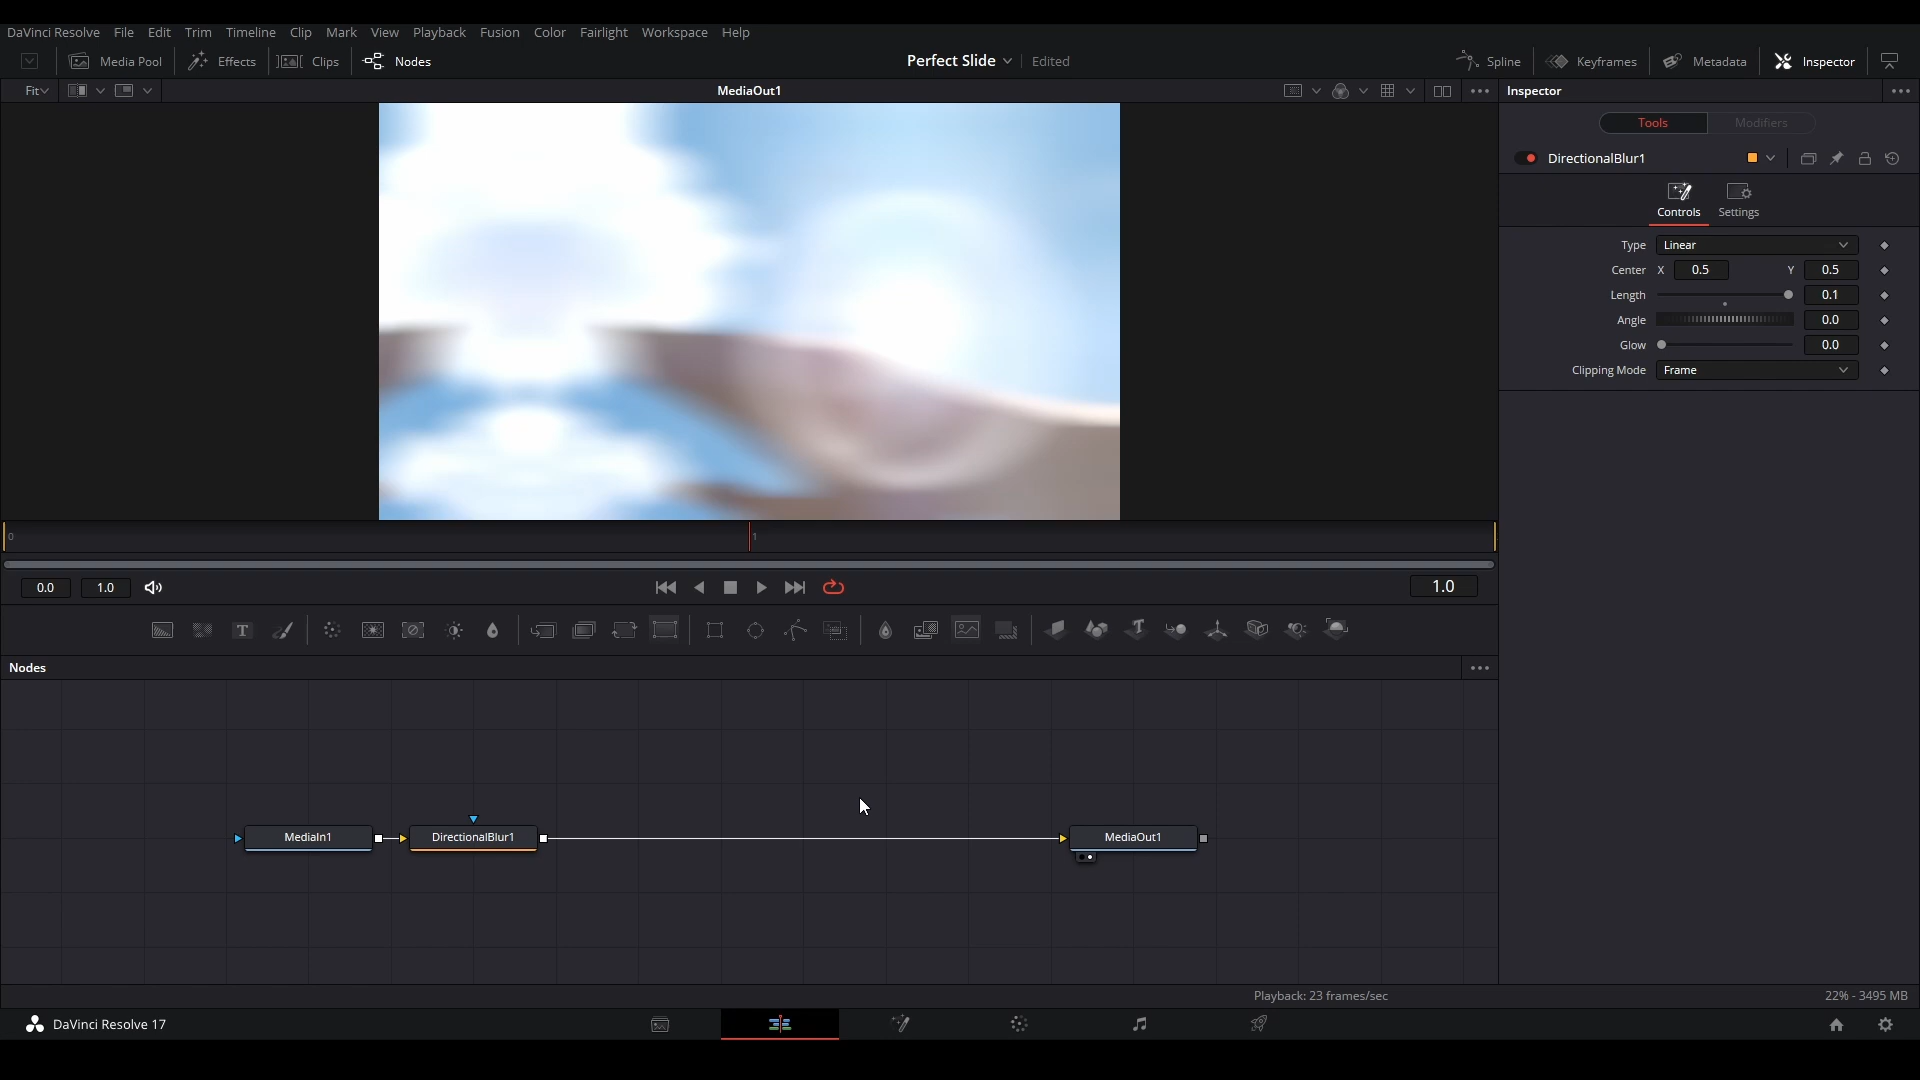 DaVinci Resolve File Edit Trim Timeline Clip Mark View Playback Fusion Color Fairlight Workspace Help
Media Pool Effects Clips Nodes Perfect Slide Edited Spline Keyframes Metadata Inspector
Fit MediaOut1 Inspector
Tools Modifiers
DirectionalBlur1
Controls Settings
Type Linear
Center X 0.5 Y 0.5
Length 0.1
Angle 0.0
Glow 0.0
Clipping Mode Frame
0 1
0.0 1.0 1.0
T
Nodes
MediaIn1 DirectionalBlur1 MediaOut1
Playback: 23 frames/sec 22% - 3495 MB
DaVinci Resolve 17